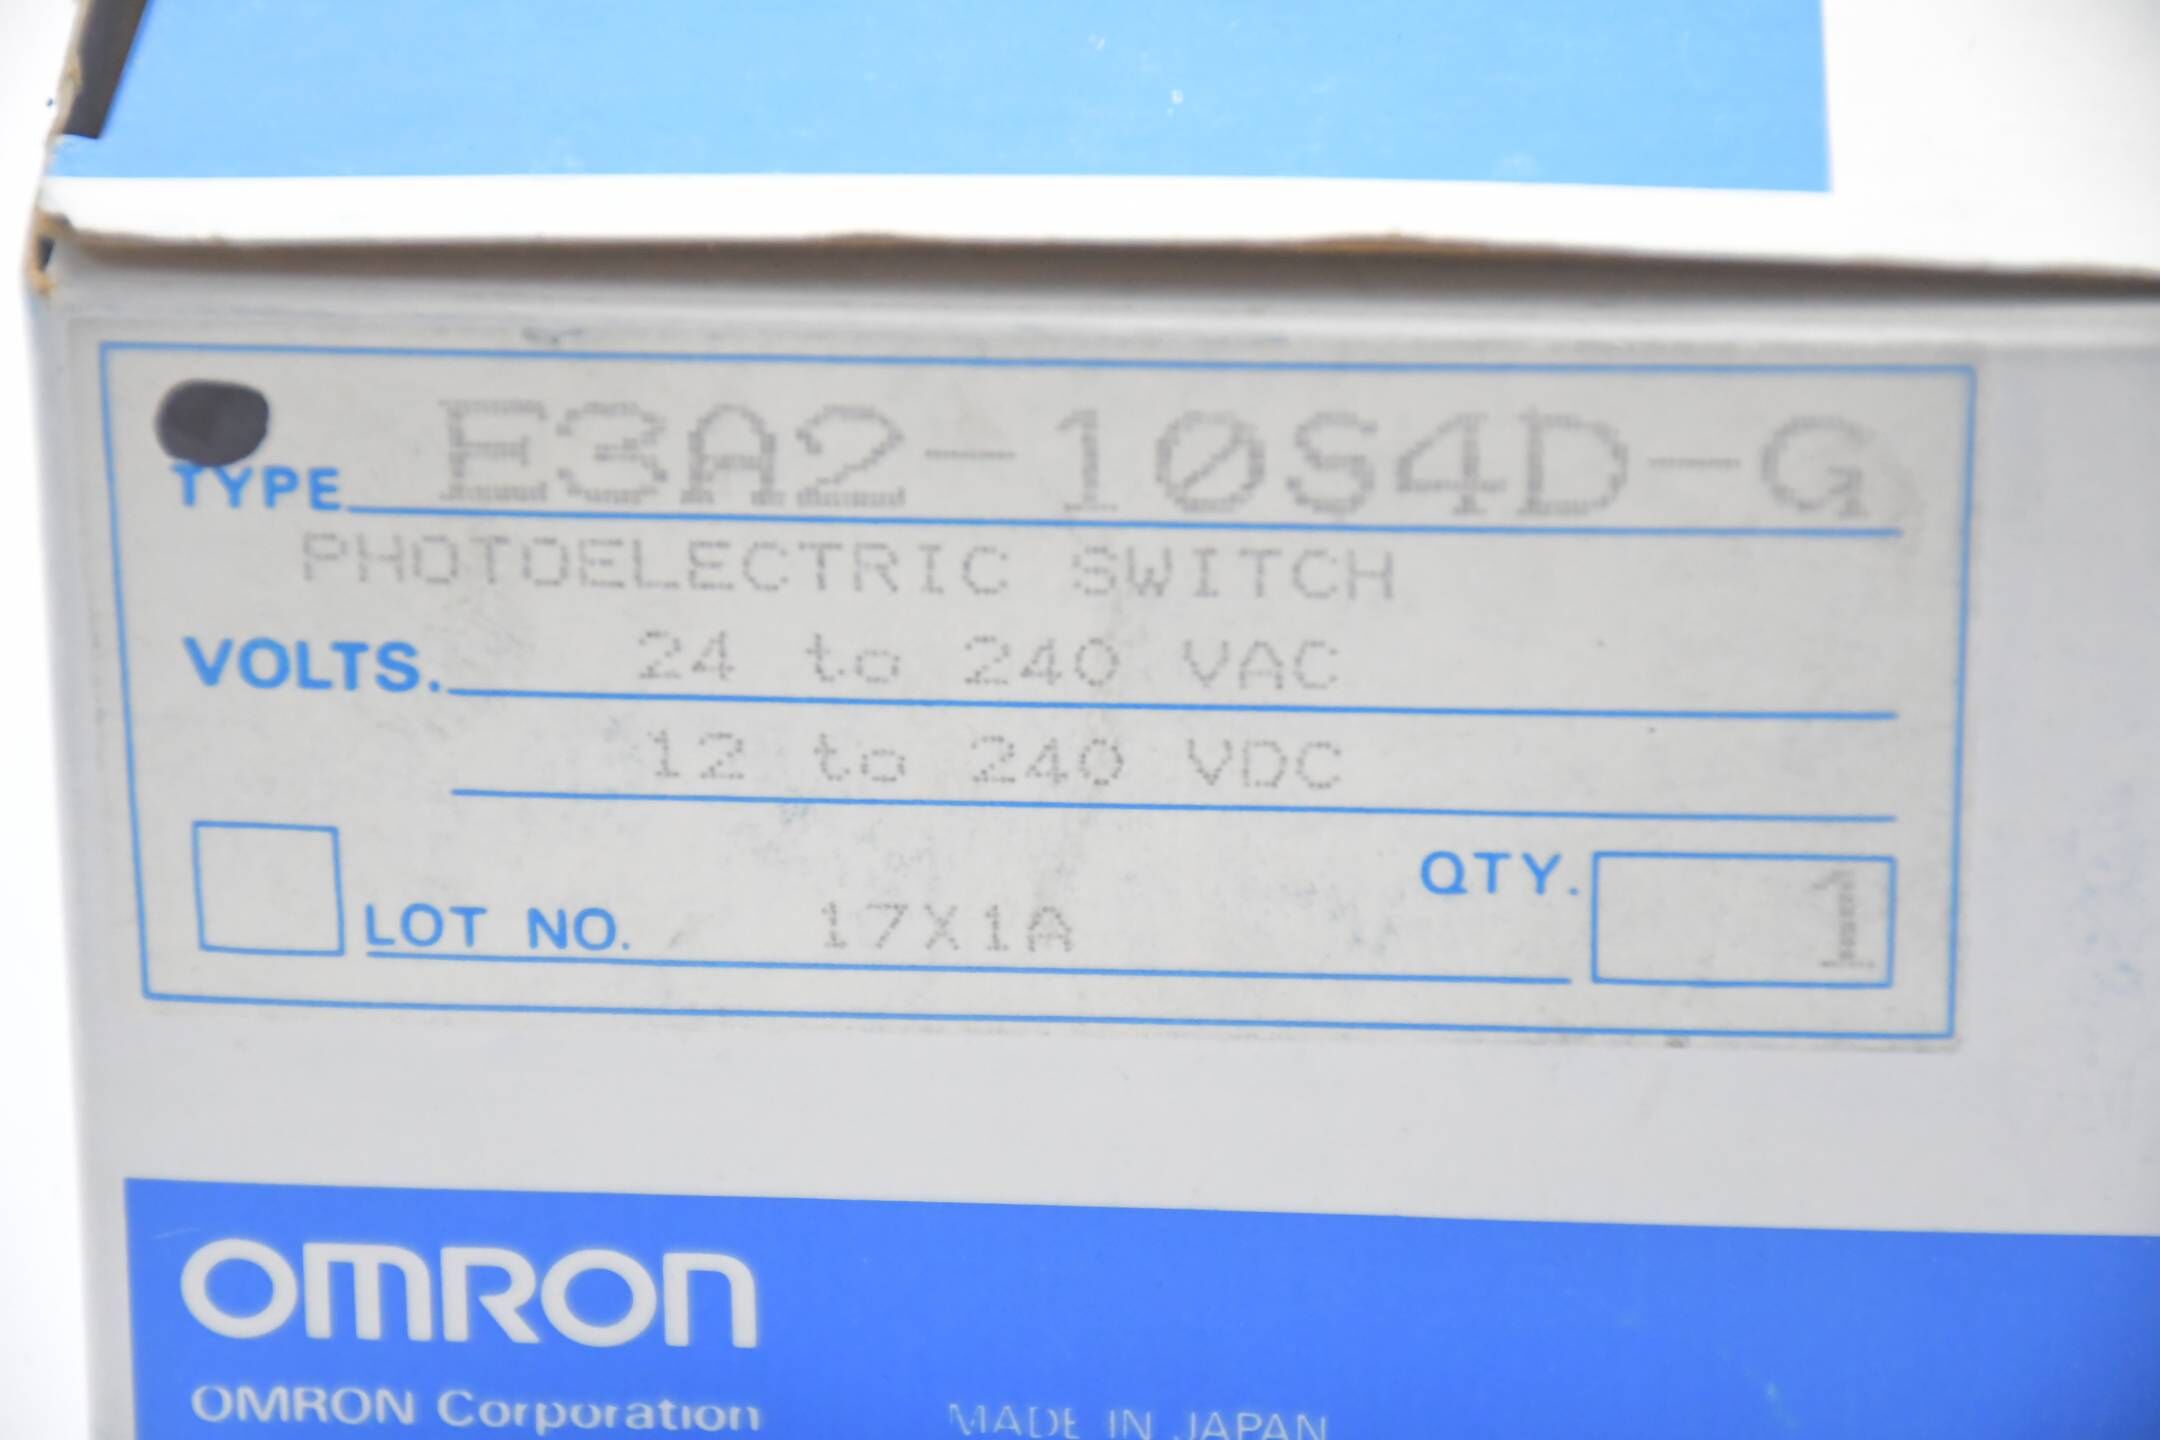 TYPE E3A2-10S4D-G
PHOTOELECTRIC SWITCH
VOLTS. 24 to 240 VAC
12 to 240 VDC
QTY. 1
LOT NO. 17X1A
OMRON
OMRON Corporation MADE IN JAPAN